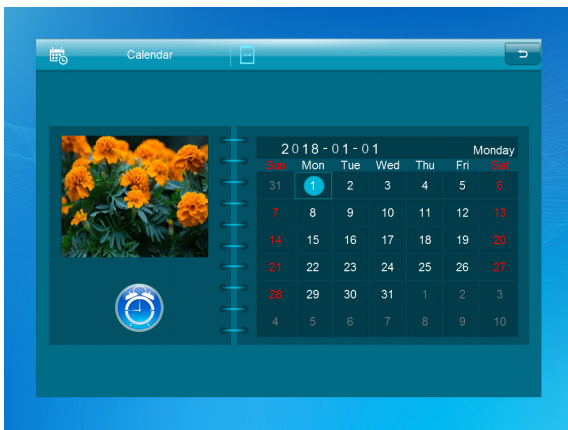 Calendar
2018-01-01 Monday
Sun Mon Tue Wed Thu Fri Sat
31 1 2 3 4 5 6
7 8 9 10 11 12 13
14 15 16 17 18 19 20
21 22 23 24 25 26 27
28 29 30 31 1 2 3
4 5 6 7 8 9 10